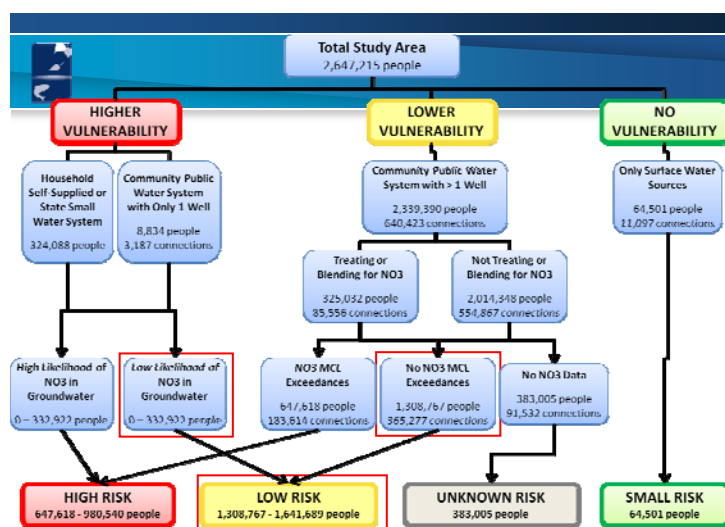 Total Study Area
2,647,215 people
HIGHER
VULNERABILITY
LOWER
VULNERABILITY
NO
VULNERABILITY
Household
Self-Supplied or
State Small
Water System
324,088 people
Community Public
Water System
with Only 1 Well
8,834 people
3,187 connections
Community Public Water
System with > 1 Well
2,339,390 people
640,423 connections
Only Surface Water
Sources
64,501 people
11,097 connections
Treating or
Blending for NO3
325,032 people
85,556 connections
Not Treating or
Blending for NO3
2,014,348 people
554,867 connections
High Likelihood of
NO3 in
Groundwater
0 – 332,922 people
Low Likelihood of
NO3 in
Groundwater
0 – 332,922 people
NO3 MCL
Exceedances
647,618 people
183,614 connections
No NO3 MCL
Exceedances
1,308,767 people
365,277 connections
No NO3 Data
383,005 people
91,532 connections
HIGH RISK
647,618 - 980,540 people
LOW RISK
1,308,767 - 1,641,689 people
UNKNOWN RISK
383,005 people
SMALL RISK
64,501 people